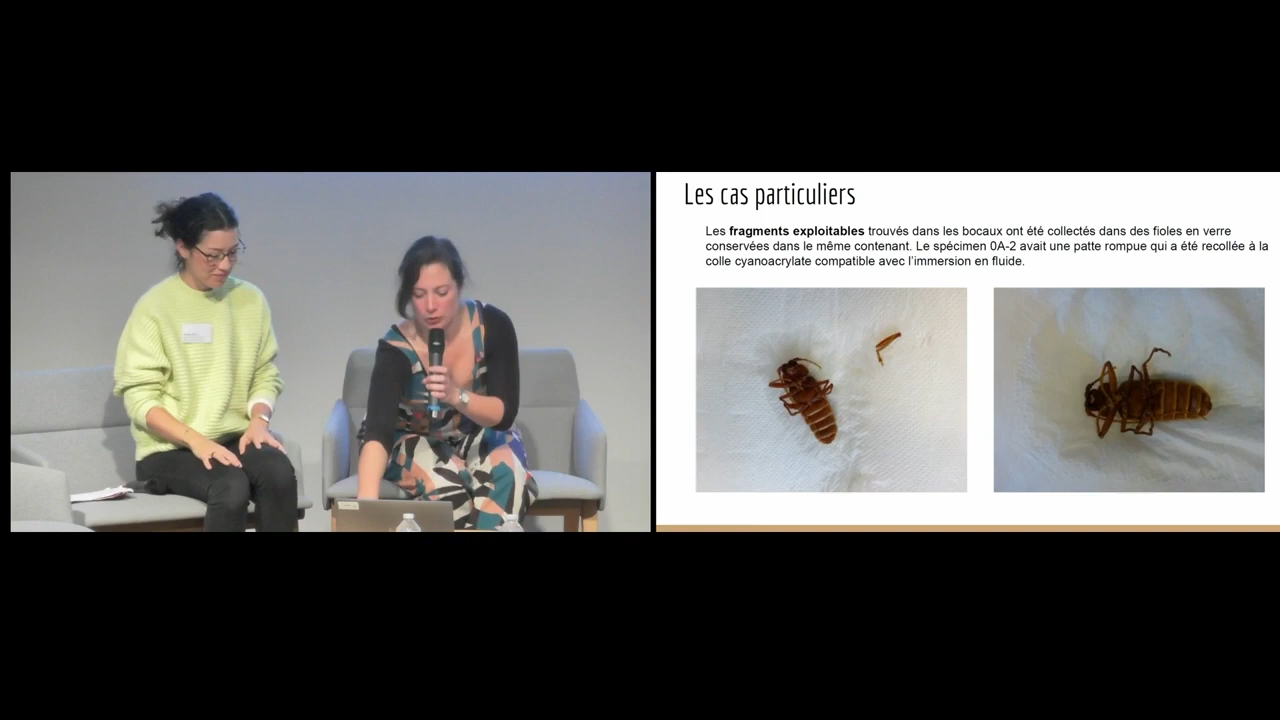 Les cas particuliers
Les fragments exploitables trouvés dans les bocaux ont été collectés dans des fioles en verre
conservées dans le même contenant. Le spécimen 0A-2 avait une patte rompue qui a été recollée à la
colle cyanoacrylate compatible avec l’immersion en fluide.